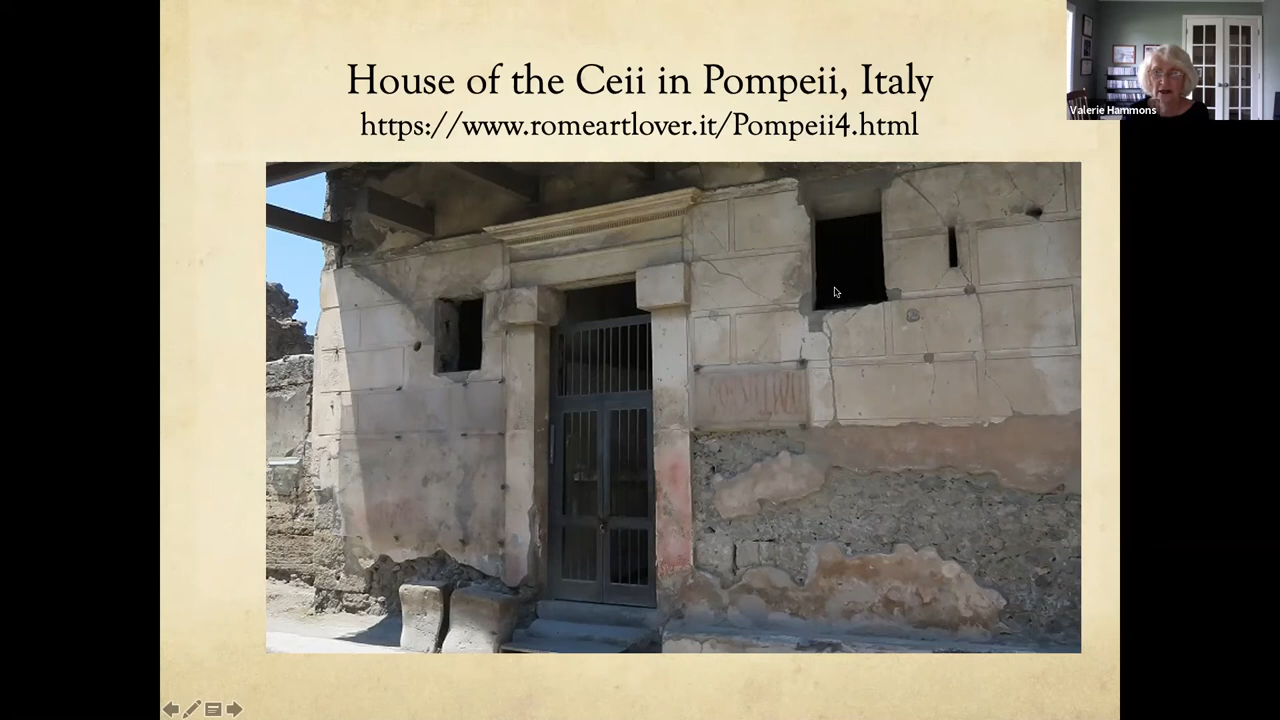 House of the Ceii in Pompeii, Italy
https://www.romeartlover.it/Pompeii4.html
Valerie Hammons